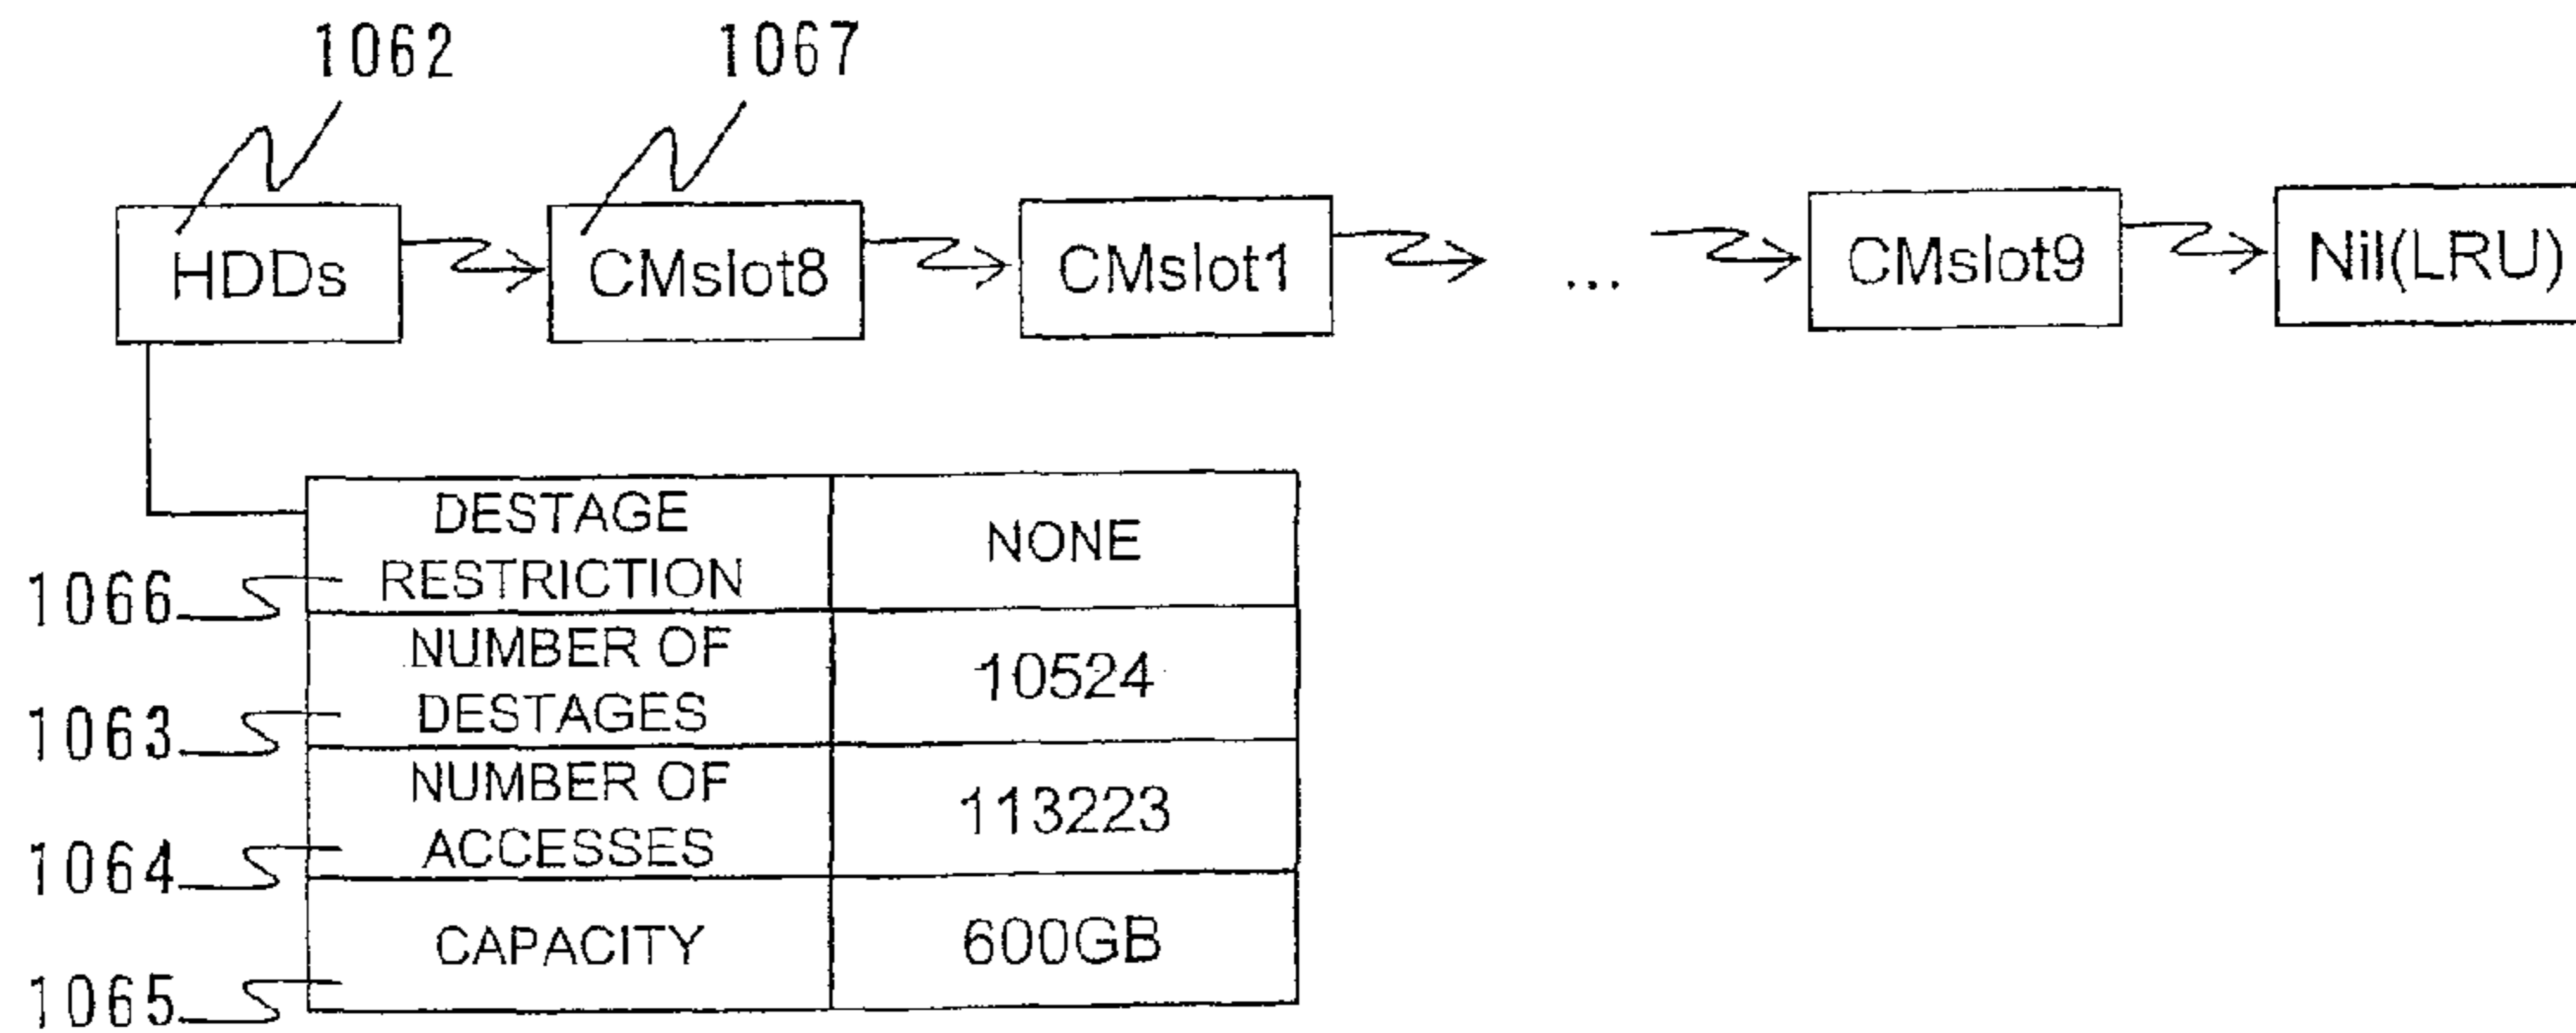 1062 1067
HDDs CMslot8 CMslot1 ... CMslot9 Nil(LRU)
DESTAGE
RESTRICTION NONE
1066
NUMBER OF
DESTAGES 10524
1063
NUMBER OF
ACCESSES 113223
1064
CAPACITY 600GB
1065